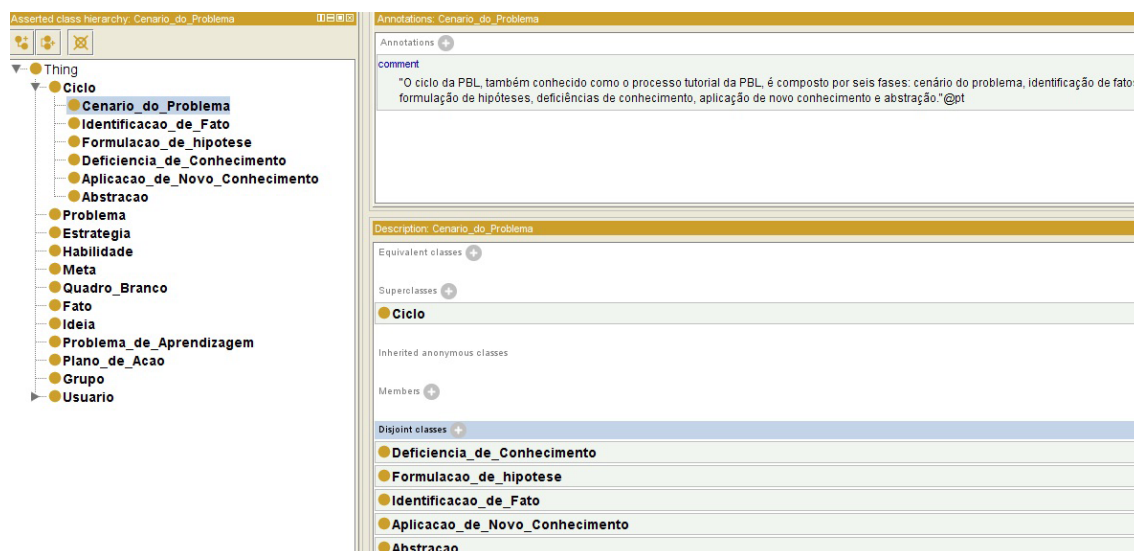 Asserted class hierarchy: Cenario_do_Problema
Thing
Ciclo
Cenario_do_Problema
Identificacao_de_Fato
Formulacao_de_hipotese
Deficiencia_de_Conhecimento
Aplicacao_de_Novo_Conhecimento
Abstracao
Problema
Estrategia
Habilidade
Meta
Quadro_Branco
Fato
Ideia
Problema_de_Aprendizagem
Plano_de_Acao
Grupo
Usuario
Annotations: Cenario_do_Problema
Annotations
comment
"O ciclo da PBL, também conhecido como o processo tutorial da PBL, é composto por seis fases: cenário do problema, identificação de fatos
formulação de hipóteses, deficiências de conhecimento, aplicação de novo conhecimento e abstração."@pt
Description: Cenario_do_Problema
Equivalent classes
Superclasses
Ciclo
Inherited anonymous classes
Members
Disjoint classes
Deficiencia_de_Conhecimento
Formulacao_de_hipotese
Identificacao_de_Fato
Aplicacao_de_Novo_Conhecimento
Abstracao